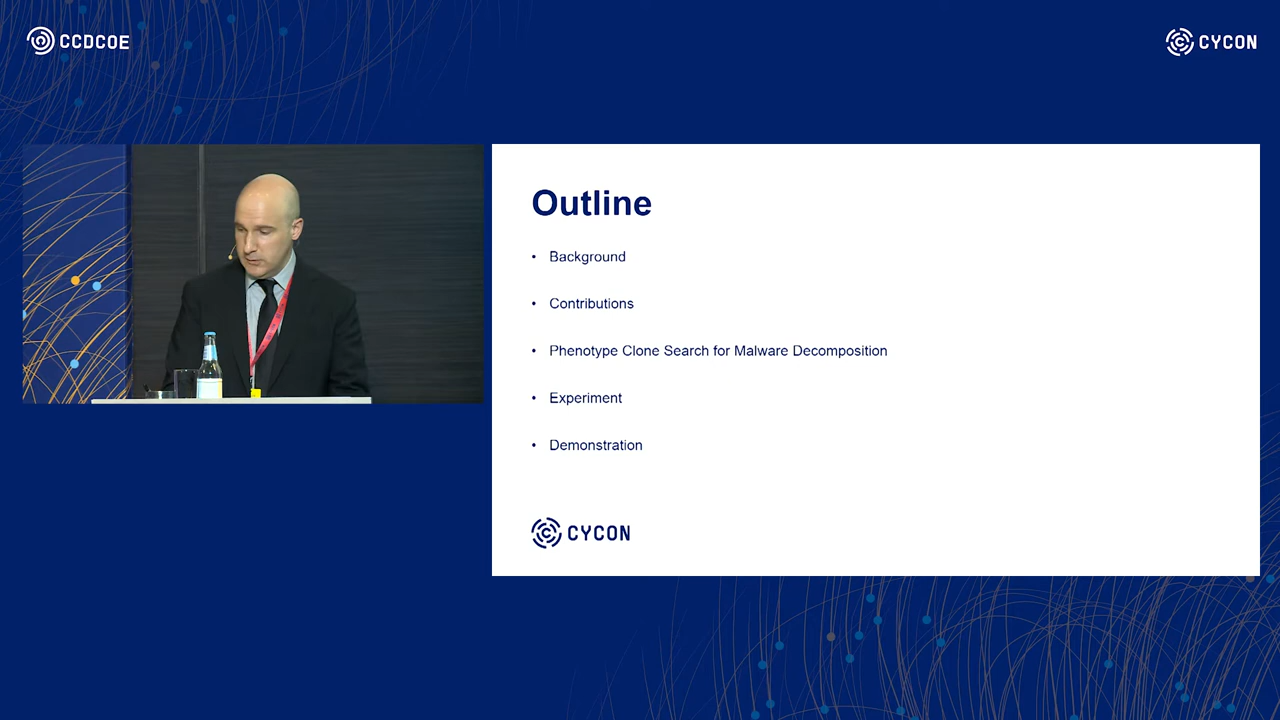 CCDCOE
CYCON
Outline
• Background
• Contributions
• Phenotype Clone Search for Malware Decomposition
• Experiment
• Demonstration
CYCON